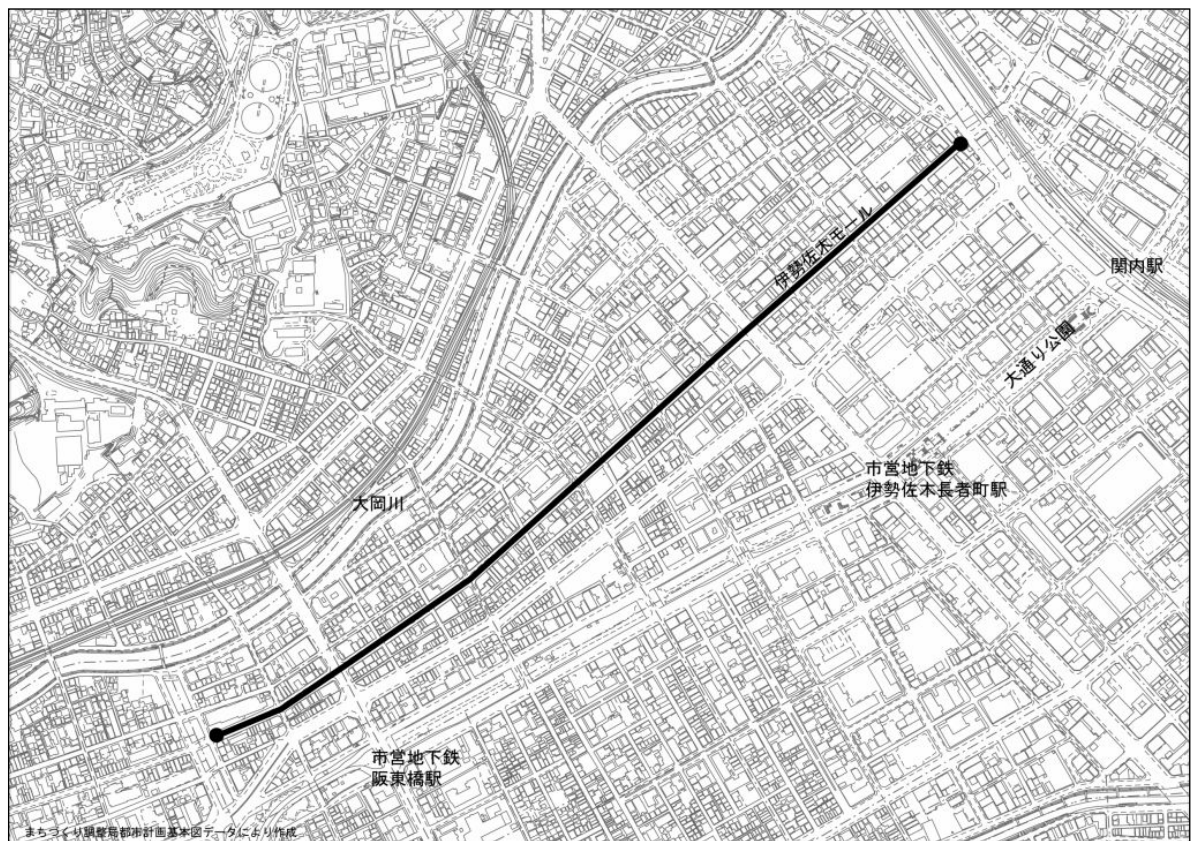 伊勢佐木モール
関内駅
大通り公園
市営地下鉄
伊勢佐木長者町駅
大岡川
市営地下鉄
阪東橋駅
まちづくり調整局都市計画基本図データにより作成